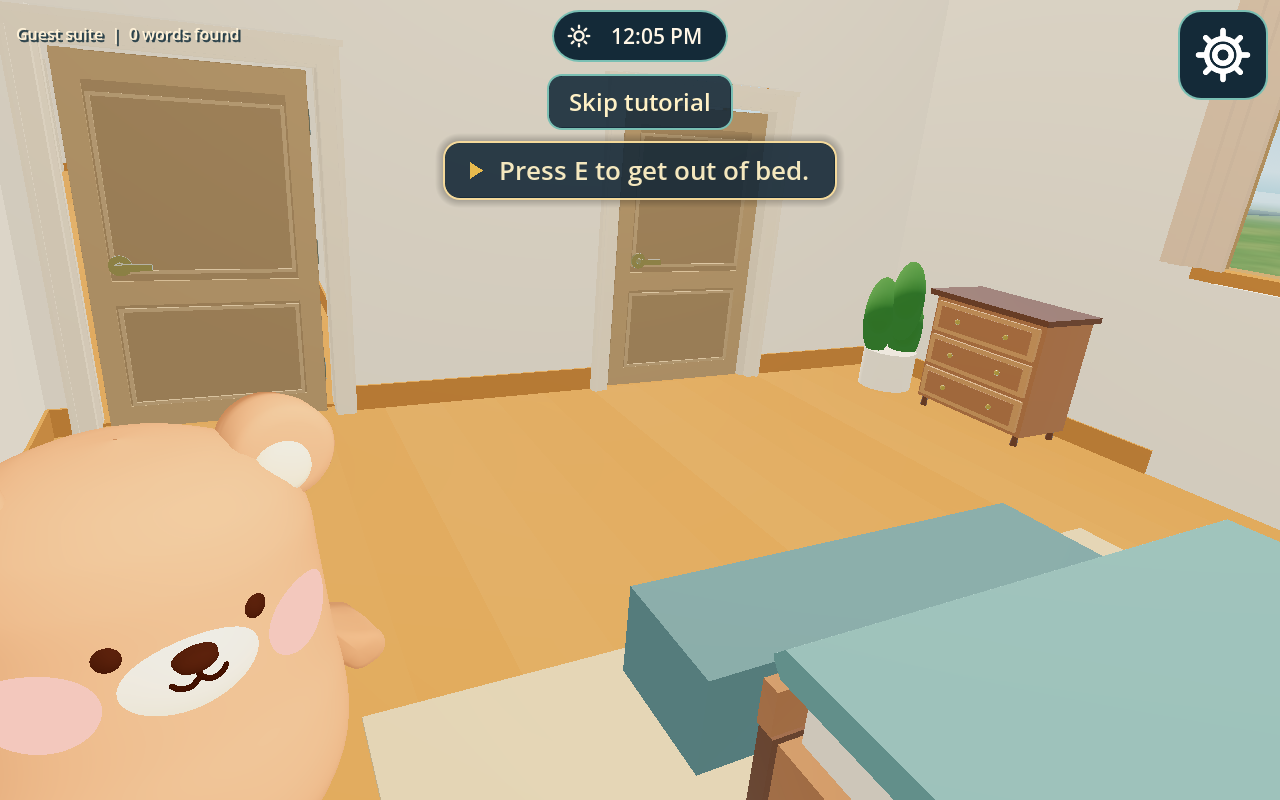 Guest suite | 0 words found
12:05 PM
Skip tutorial
Press E to get out of bed.